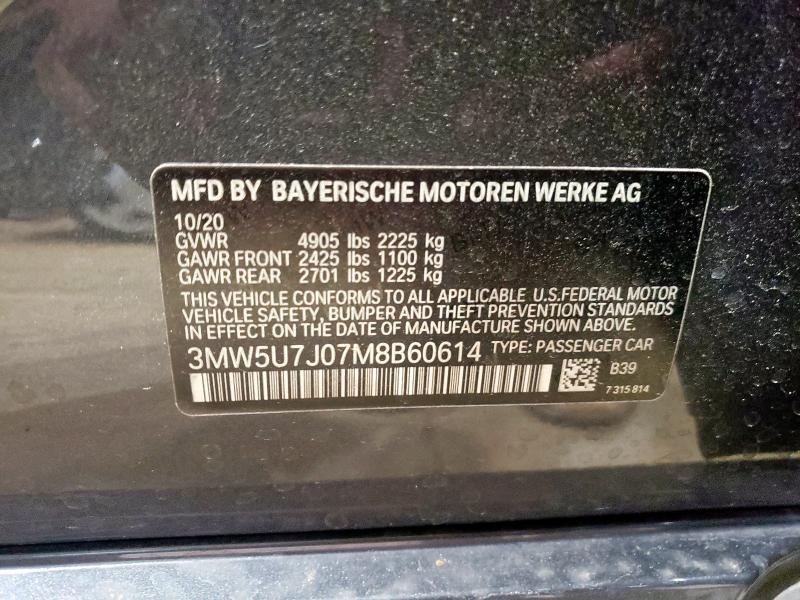 MFD BY BAYERISCHE MOTOREN WERKE AG
10/20
GVWR 4905 lbs 2225 kg
GAWR FRONT 2425 lbs 1100 kg
GAWR REAR 2701 lbs 1225 kg
THIS VEHICLE CONFORMS TO ALL APPLICABLE U.S.FEDERAL MOTOR
VEHICLE SAFETY, BUMPER AND THEFT PREVENTION STANDARDS
IN EFFECT ON THE DATE OF MANUFACTURE SHOWN ABOVE.
3MW5U7J07M8B60614 TYPE: PASSENGER CAR
B39
7 315 814